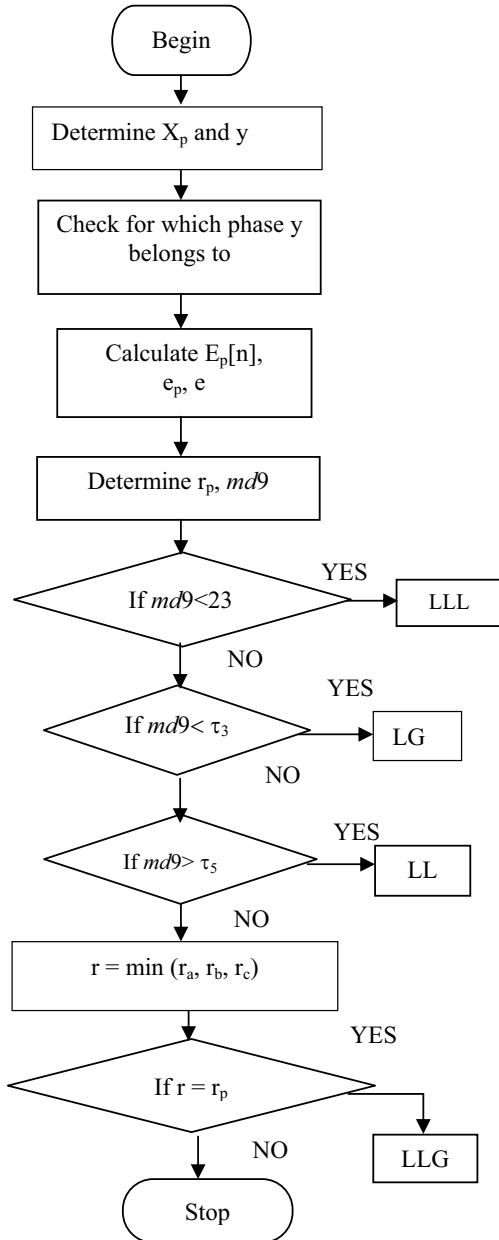 Begin
Determine Xp and y
Check for which phase y
belongs to
Calculate Ep[n],
ep, e
Determine rp, md9
If md9<23
YES
LLL
NO
If md9< τ3
YES
LG
NO
If md9> τ5
YES
LL
NO
r = min (ra, rb, rc)
If r = rp
YES
LLG
NO
Stop